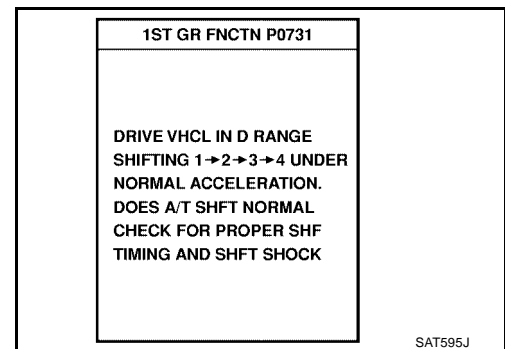 1ST GR FNCTN P0731
DRIVE VHCL IN D RANGE
SHIFTING 1→2→3→4 UNDER
NORMAL ACCELERATION.
DOES A/T SHFT NORMAL
CHECK FOR PROPER SHF
TIMING AND SHFT SHOCK
SAT595J